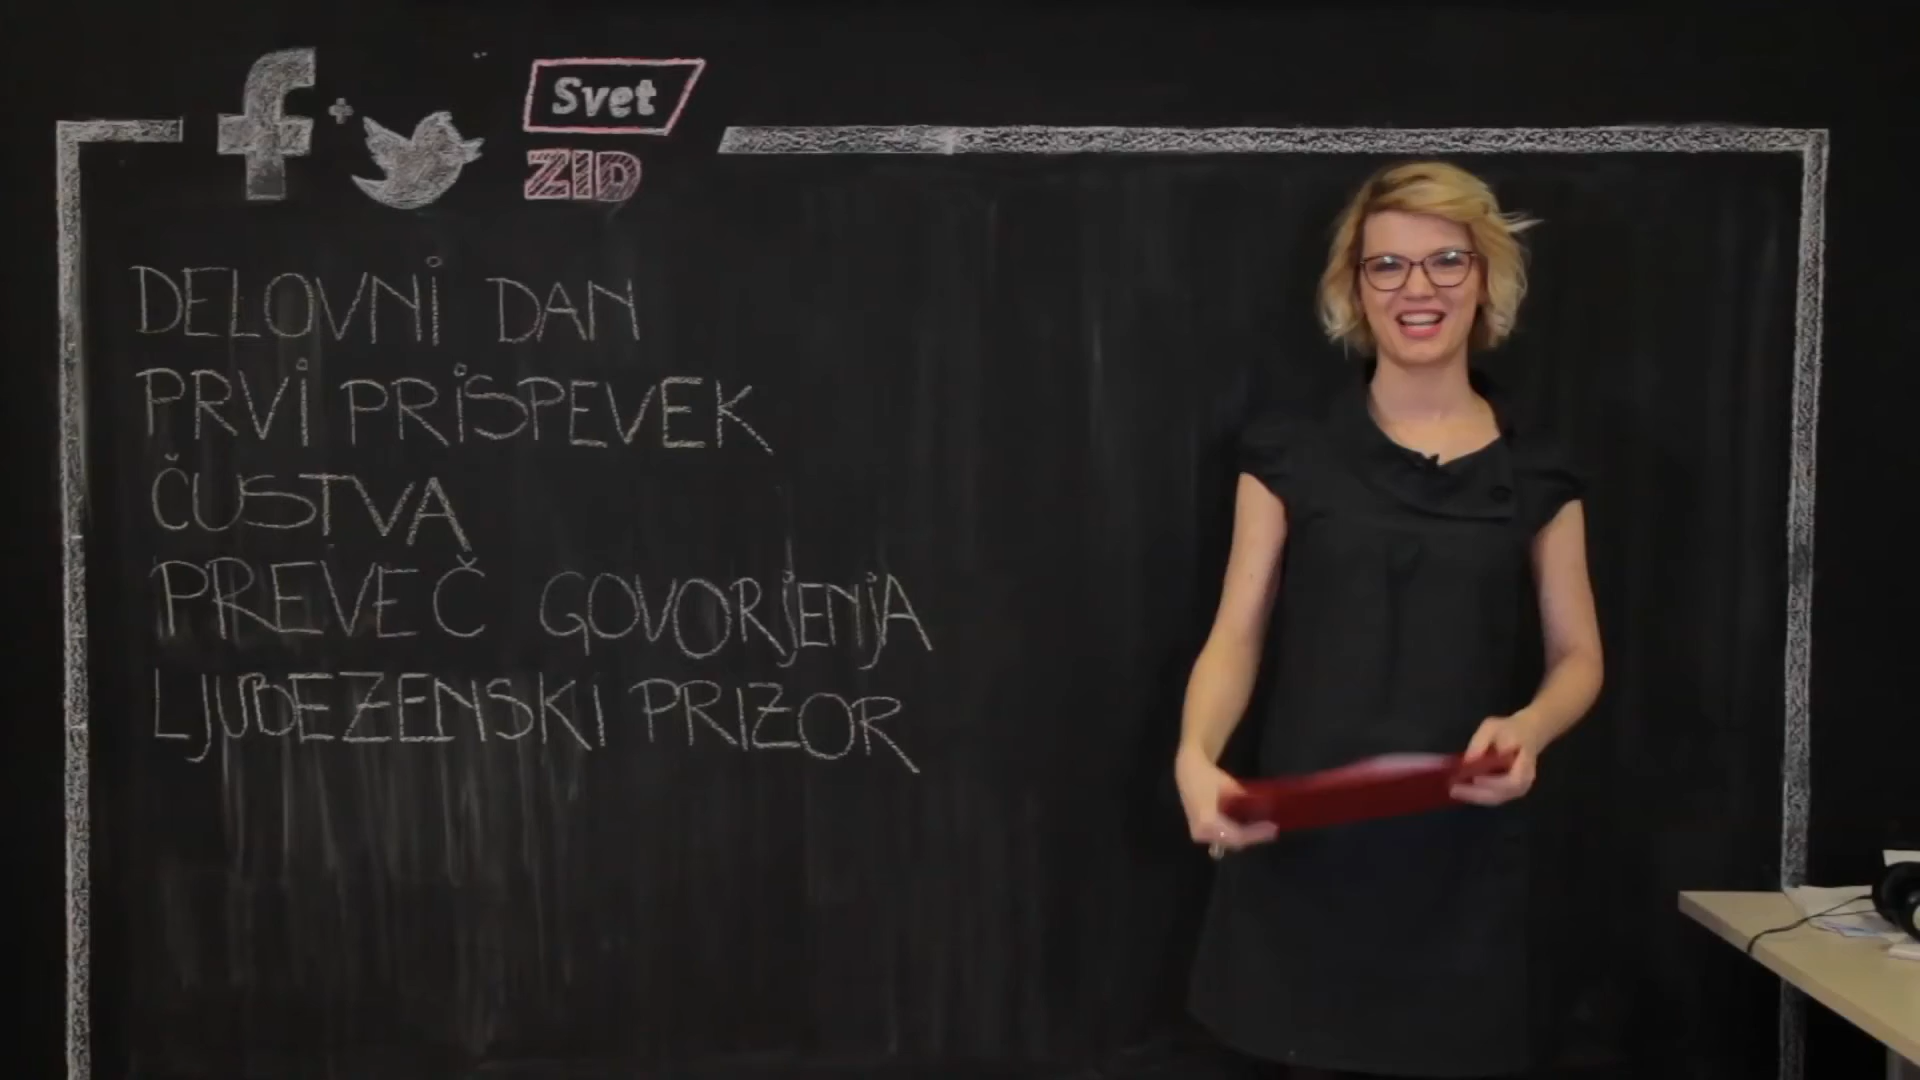 f + Svet
ZID
DELOVNI DAN
PRVI PRISPEVEK
ČUSTVA
PREVEČ GOVORJENJA
LJUBEZENSKI PRIZOR